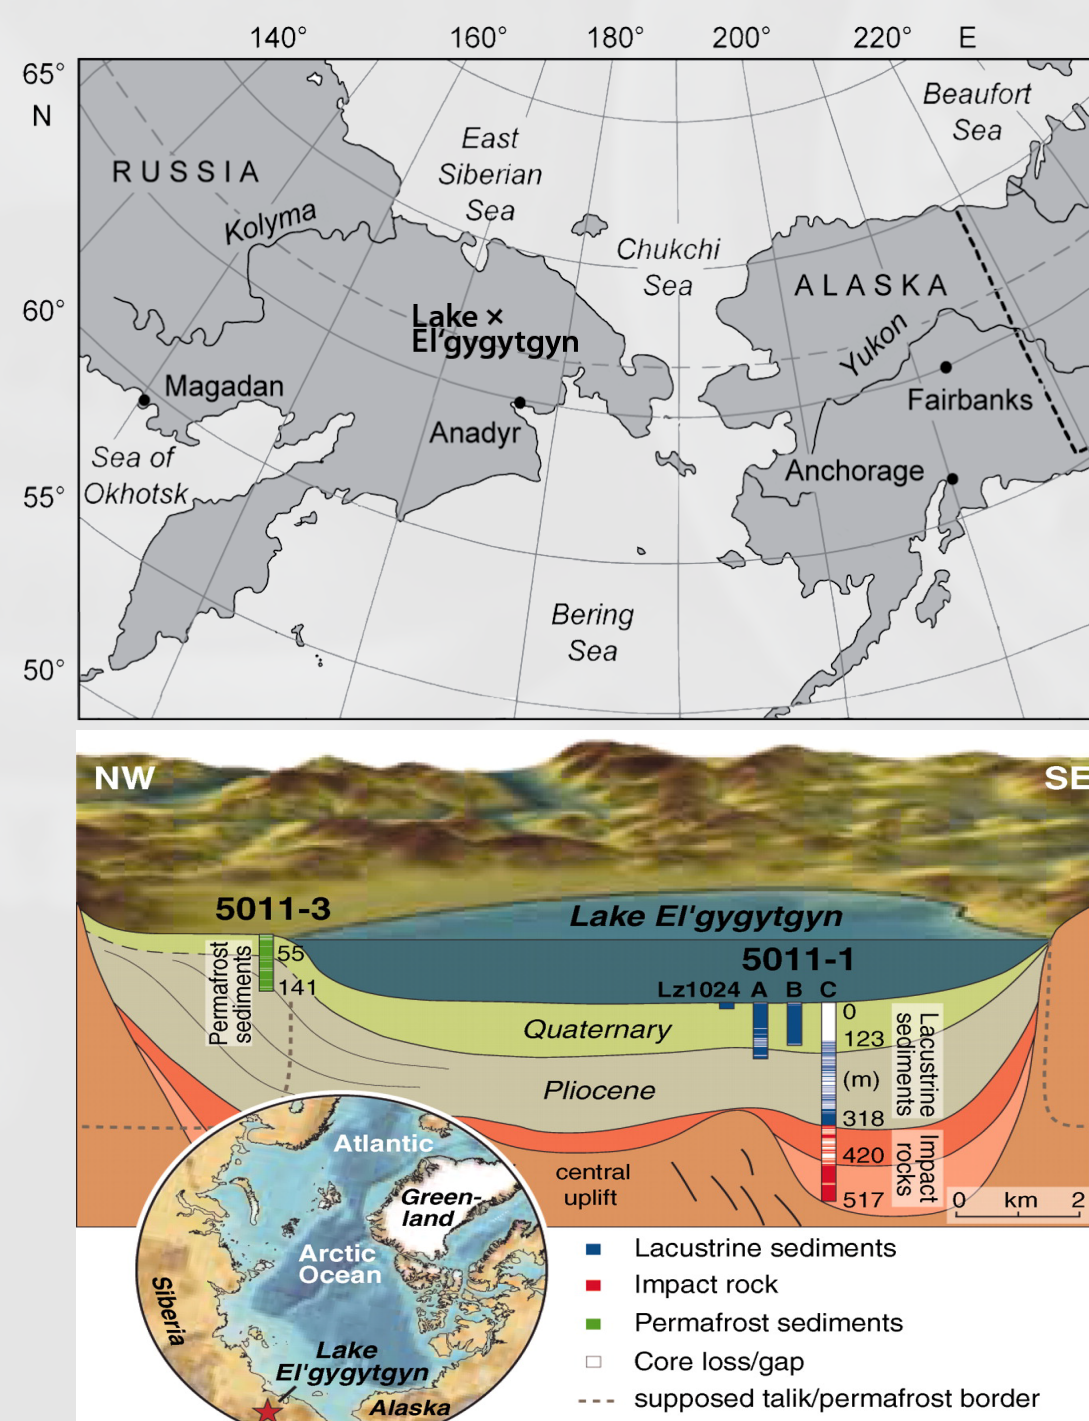 140° 160° 180° 200° 220° E
65°
N
60°
55°
50°
Beaufort
Sea
East
Siberian
Sea
RUSSIA
Kolyma
Chukchi
Sea
ALASKA
Lake ×
El'gygytgyn
Yukon
Magadan
Fairbanks
Anadyr
Sea of
Okhotsk
Anchorage
Bering
Sea
NW
SE
5011-3
Lake El'gygytgyn
5011-1
Permafrost
sediments
55
141
Lz1024 A B C
0
123
(m)
318
420
517
Lacustrine
sediments
Impact
rocks
Quaternary
Pliocene
central
uplift
0 km 2
Atlantic
Green-
land
Arctic
Ocean
Siberia
Lake
El'gygytgyn
Alaska
Lacustrine sediments
Impact rock
Permafrost sediments
Core loss/gap
supposed talik/permafrost border